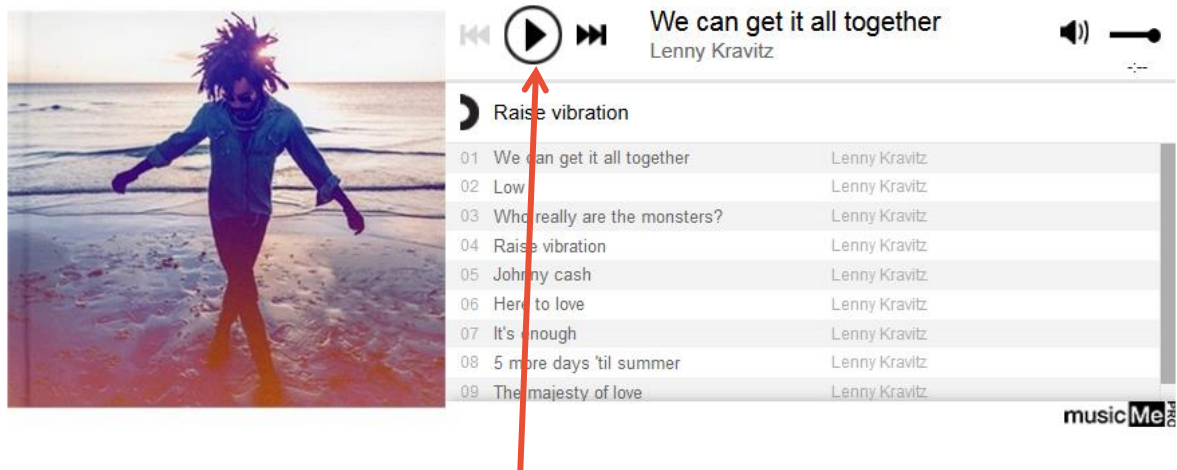 We can get it all together
Lenny Kravitz
-:--
Raise vibration
01 We can get it all together Lenny Kravitz
02 Low Lenny Kravitz
03 Who really are the monsters? Lenny Kravitz
04 Raise vibration Lenny Kravitz
05 Johnny cash Lenny Kravitz
06 Here to love Lenny Kravitz
07 It's enough Lenny Kravitz
08 5 more days 'til summer Lenny Kravitz
09 The majesty of love Lenny Kravitz
musicMe PRO